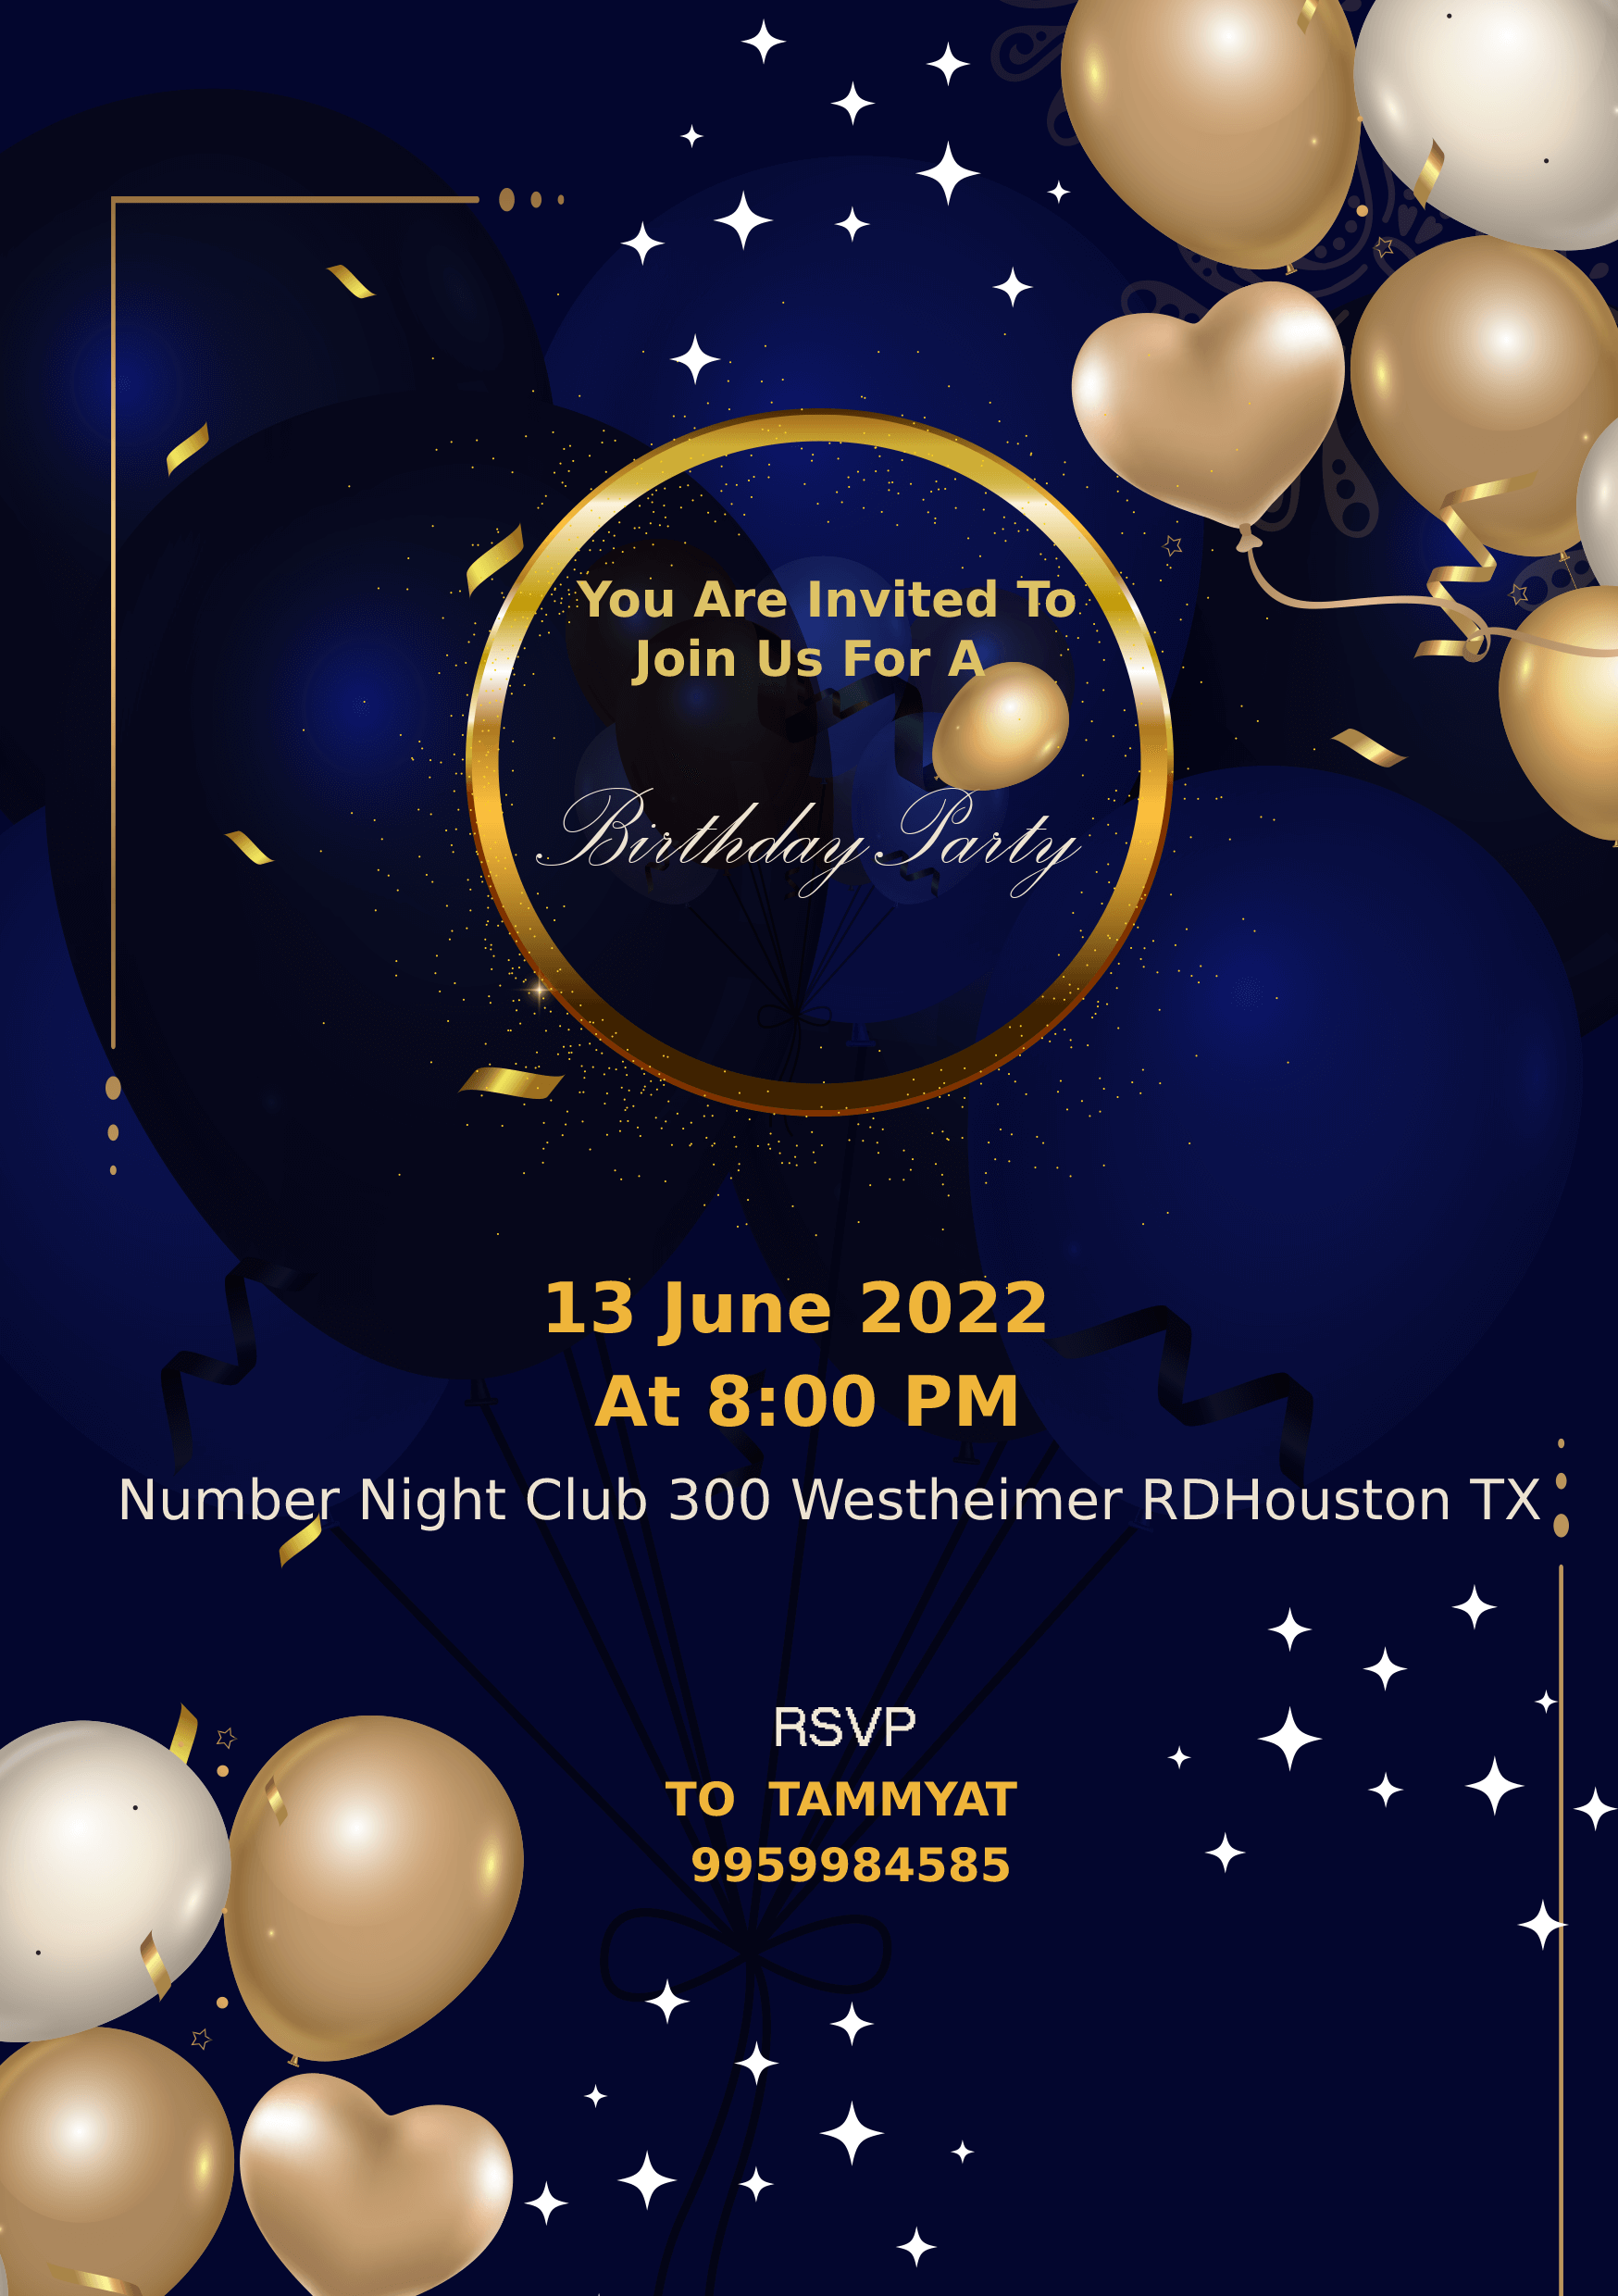 You Are Invited To
Join Us For A
Birthday Party
13 June 2022
At 8:00 PM
Number Night Club 300 Westheimer RDHouston TX
RSVP
TO TAMMYAT
9959984585